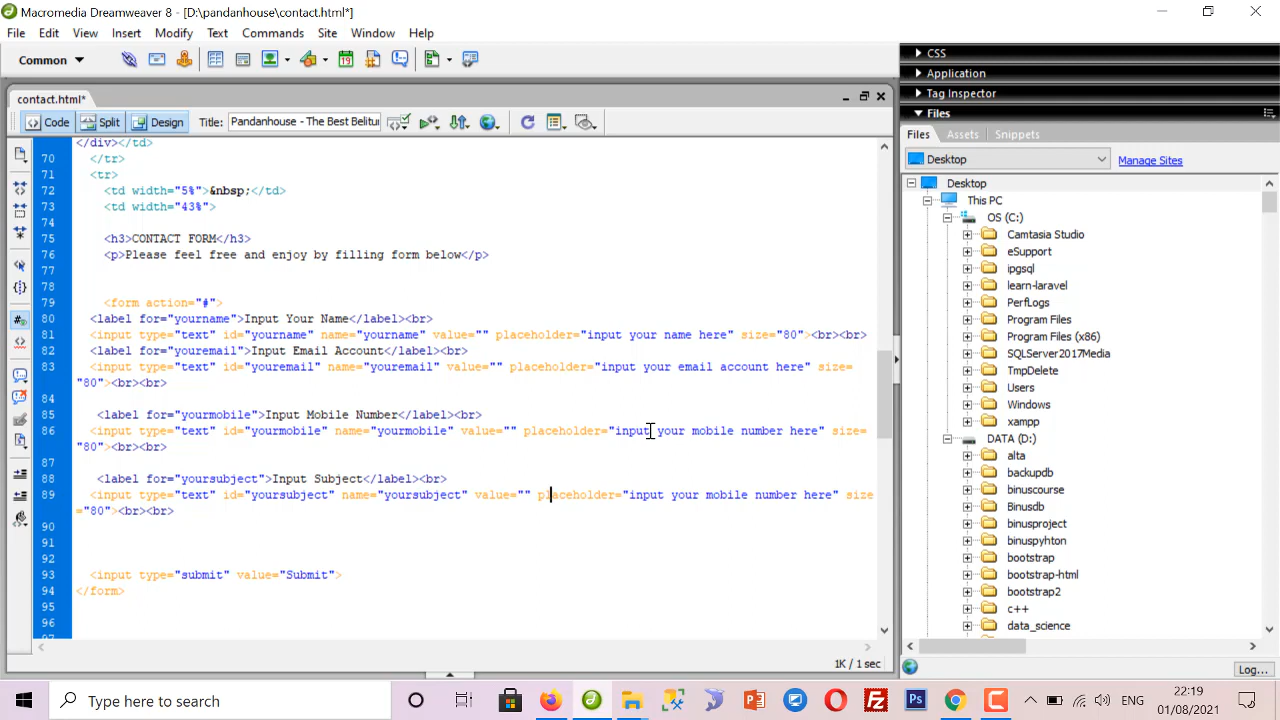 Macromedia Dreamweaver 8 - [D:\pandanhouse\contact.html*]
File Edit View Insert Modify Text Commands Site Window Help
Common
contact.html*
Code Split Design Title: Pandanhouse - The Best Belitur
</div></td>
70 </tr>
71 <tr>
72 <td width="5%">&nbsp;</td>
73 <td width="43%">
74
75 <h3>CONTACT FORM</h3>
76 <p>Please feel free and enjoy by filling form below</p>
77
78
79 <form action="#">
80 <label for="yourname">Input Your Name</label><br>
81 <input type="text" id="yourname" name="yourname" value="" placeholder="input your name here" size="80"><br><br>
82 <label for="youremail">Input Email Account</label><br>
83 <input type="text" id="youremail" name="youremail" value="" placeholder="input your email account here" size=
"80"><br><br>
84
85 <label for="yourmobile">Input Mobile Number</label><br>
86 <input type="text" id="yourmobile" name="yourmobile" value="" placeholder="input your mobile number here" size=
"80"><br><br>
87
88 <label for="yoursubject">Input Subject</label><br>
89 <input type="text" id="yoursubject" name="yoursubject" value="" placeholder="input your mobile number here" size
="80"><br><br>
90
91
92
93 <input type="submit" value="Submit">
94 </form>
95
96
97
1K / 1 sec
CSS
Application
Tag Inspector
Files
Files Assets Snippets
Desktop Manage Sites
Desktop
This PC
OS (C:)
Camtasia Studio
eSupport
ipgsql
learn-laravel
PerfLogs
Program Files
Program Files (x86)
SQLServer2017Media
TmpDelete
Users
Windows
xampp
DATA (D:)
alta
backupdb
binuscourse
Binusdb
binusproject
binuspyhton
bootstrap
bootstrap-html
bootstrap2
c++
data_science
Log...
Type here to search
ENG
22:19
01/08/2021